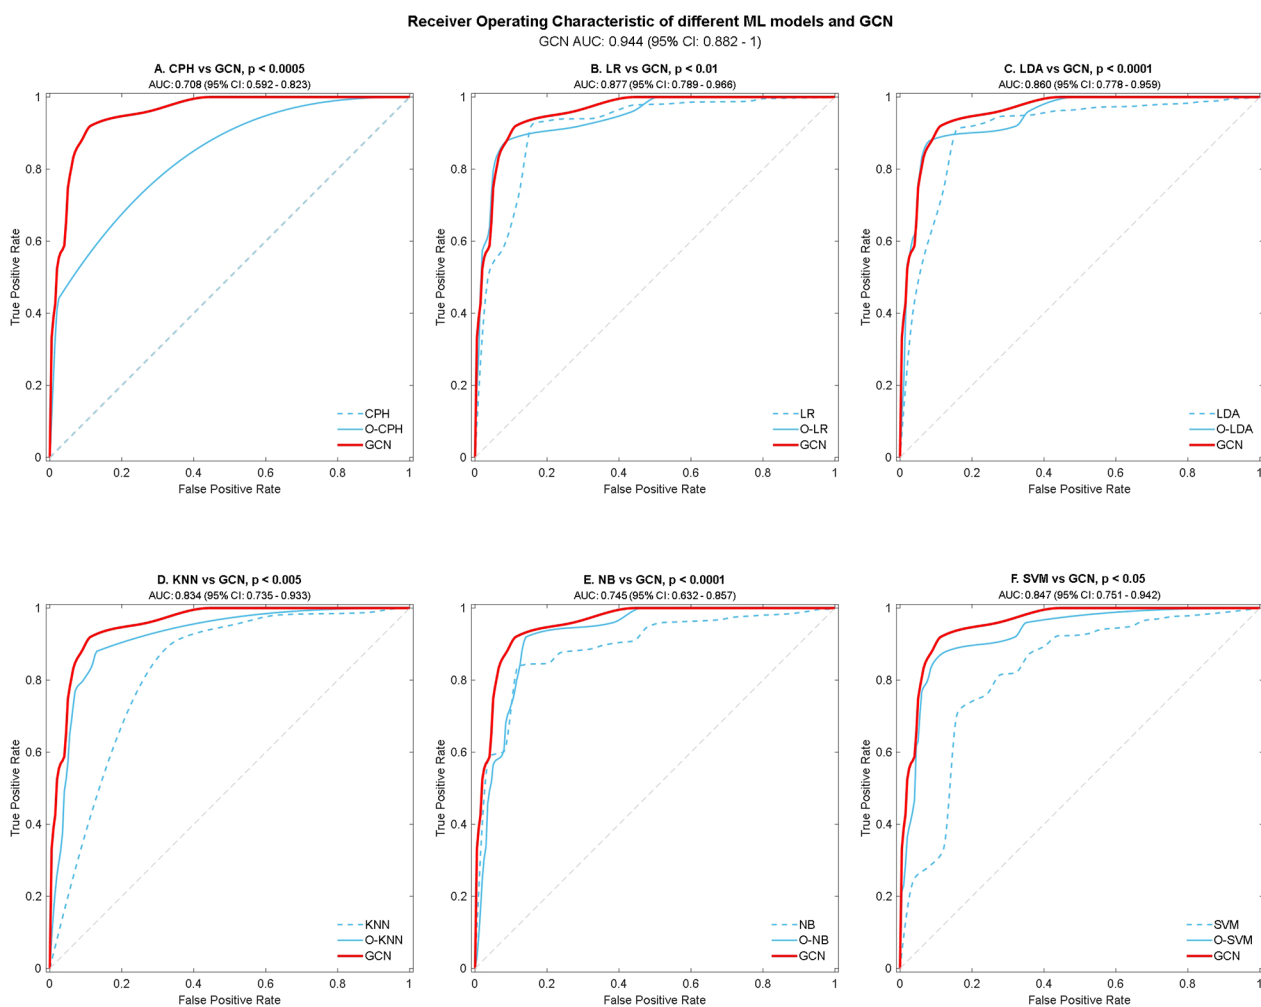 Receiver Operating Characteristic of different ML models and GCN
GCN AUC: 0.944 (95% CI: 0.882 - 1)
A. CPH vs GCN, p < 0.0005
AUC: 0.708 (95% CI: 0.592 - 0.823)
1
0.8
0.6
0.4
0.2
0
True Positive Rate
CPH
O-CPH
GCN
0 0.2 0.4 0.6 0.8 1
False Positive Rate
B. LR vs GCN, p < 0.01
AUC: 0.877 (95% CI: 0.789 - 0.966)
1
0.8
0.6
0.4
0.2
0
True Positive Rate
LR
O-LR
GCN
0 0.2 0.4 0.6 0.8 1
False Positive Rate
C. LDA vs GCN, p < 0.0001
AUC: 0.860 (95% CI: 0.778 - 0.959)
1
0.8
0.6
0.4
0.2
0
True Positive Rate
LDA
O-LDA
GCN
0 0.2 0.4 0.6 0.8 1
False Positive Rate
D. KNN vs GCN, p < 0.005
AUC: 0.834 (95% CI: 0.735 - 0.933)
1
0.8
0.6
0.4
0.2
0
True Positive Rate
KNN
O-KNN
GCN
0 0.2 0.4 0.6 0.8 1
False Positive Rate
E. NB vs GCN, p < 0.0001
AUC: 0.745 (95% CI: 0.632 - 0.857)
1
0.8
0.6
0.4
0.2
0
True Positive Rate
NB
O-NB
GCN
0 0.2 0.4 0.6 0.8 1
False Positive Rate
F. SVM vs GCN, p < 0.05
AUC: 0.847 (95% CI: 0.751 - 0.942)
1
0.8
0.6
0.4
0.2
0
True Positive Rate
SVM
O-SVM
GCN
0 0.2 0.4 0.6 0.8 1
False Positive Rate